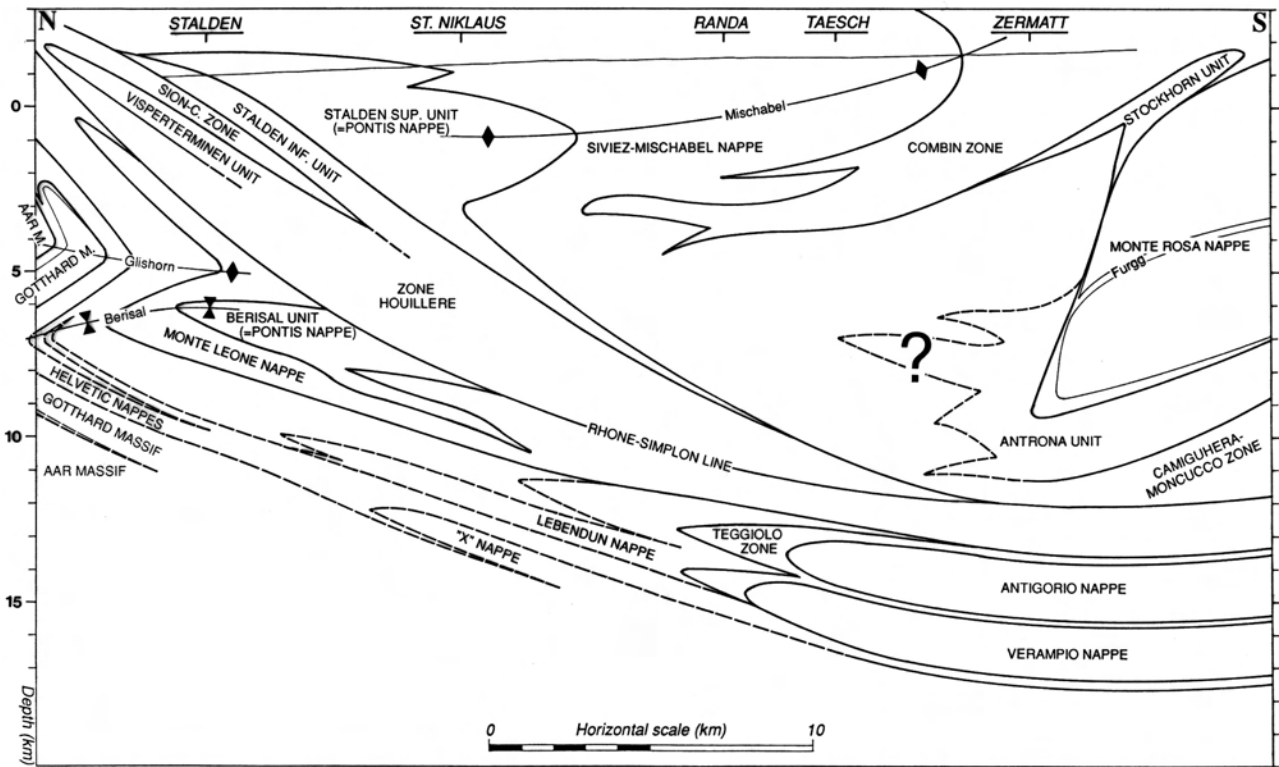 N
STALDEN
ST. NIKLAUS
RANDA
TAESCH
ZERMATT
S
SION-C. ZONE
VISPERTERMINEN UNIT
STALDEN INF. UNIT
STALDEN SUP. UNIT
(=PONTIS NAPPE)
Mischabel
SIVIEZ-MISCHABEL NAPPE
COMBIN ZONE
STOCKHORN UNIT
0
AAR M.
GOTTHARD M.
Glishorn
MONTE ROSA NAPPE
Furgg
5
ZONE
HOUILLERE
Berisal
BERISAL UNIT
(=PONTIS NAPPE)
MONTE LEONE NAPPE
?
HELVETIC NAPPES
GOTTHARD MASSIF
AAR MASSIF
10
RHONE-SIMPLON LINE
ANTRONA UNIT
CAMIGUHERA-
MONCUCCO ZONE
"X" NAPPE
LEBENDUN NAPPE
TEGGIOLO
ZONE
ANTIGORIO NAPPE
15
VERAMPIO NAPPE
Depth (km)
0 Horizontal scale (km) 10